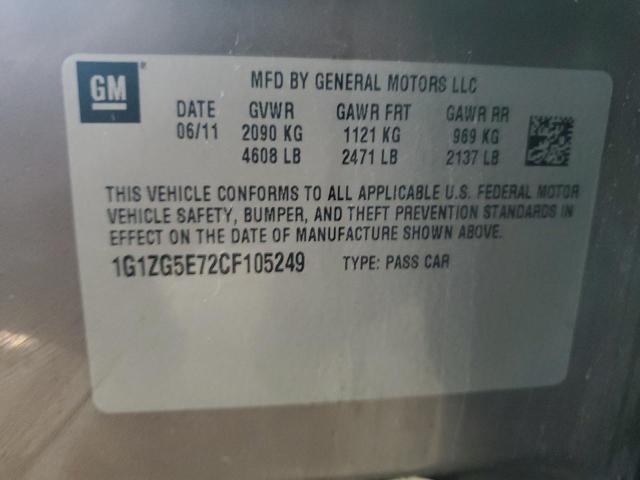 GM
MFD BY GENERAL MOTORS LLC
DATE GVWR GAWR FRT GAWR RR
06/11 2090 KG 1121 KG 969 KG
4608 LB 2471 LB 2137 LB
THIS VEHICLE CONFORMS TO ALL APPLICABLE U.S. FEDERAL MOTOR
VEHICLE SAFETY, BUMPER, AND THEFT PREVENTION STANDARDS IN
EFFECT ON THE DATE OF MANUFACTURE SHOWN ABOVE.
1G1ZG5E72CF105249 TYPE: PASS CAR